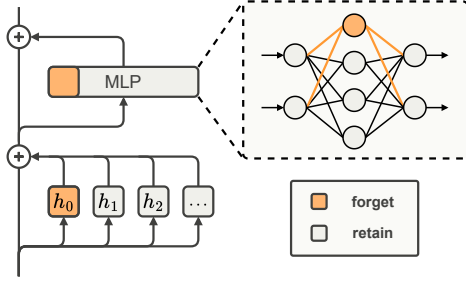 MLP
h₀ h₁ h₂ ...
forget
retain